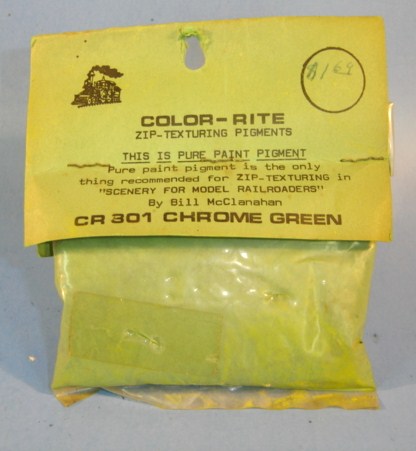 COLOR-RITE
ZIP-TEXTURING PIGMENTS
THIS IS PURE PAINT PIGMENT
Pure paint pigment is the only
thing recommended for ZIP-TEXTURING in
"SCENERY FOR MODEL RAILROADERS"
By Bill McClanahan
CR 301 CHROME GREEN